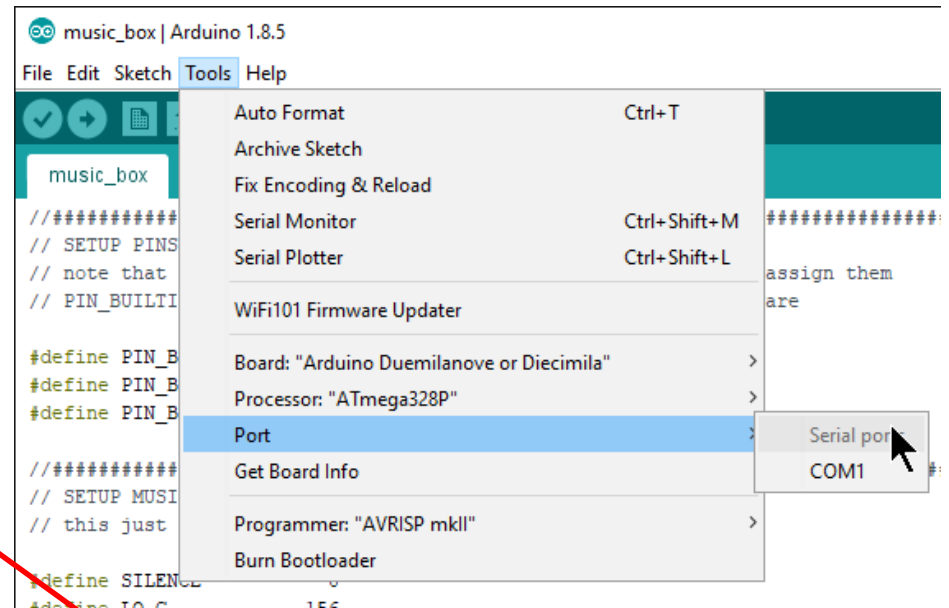 music_box | Arduino 1.8.5
File Edit Sketch Tools Help
Auto Format Ctrl+T
Archive Sketch
music_box
Fix Encoding & Reload
//########### Serial Monitor Ctrl+Shift+M ################
// SETUP PINS Serial Plotter Ctrl+Shift+L
// note that assign them
// PIN_BUILTI WiFi101 Firmware Updater are
#define PIN_B Board: "Arduino Duemilanove or Diecimila"
#define PIN_B Processor: "ATmega328P"
#define PIN_B
Port Serial
//########### Get Board Info COM1
// SETUP MUSI
// this just Programmer: "AVRISP mkII"
Burn Bootloader
#define